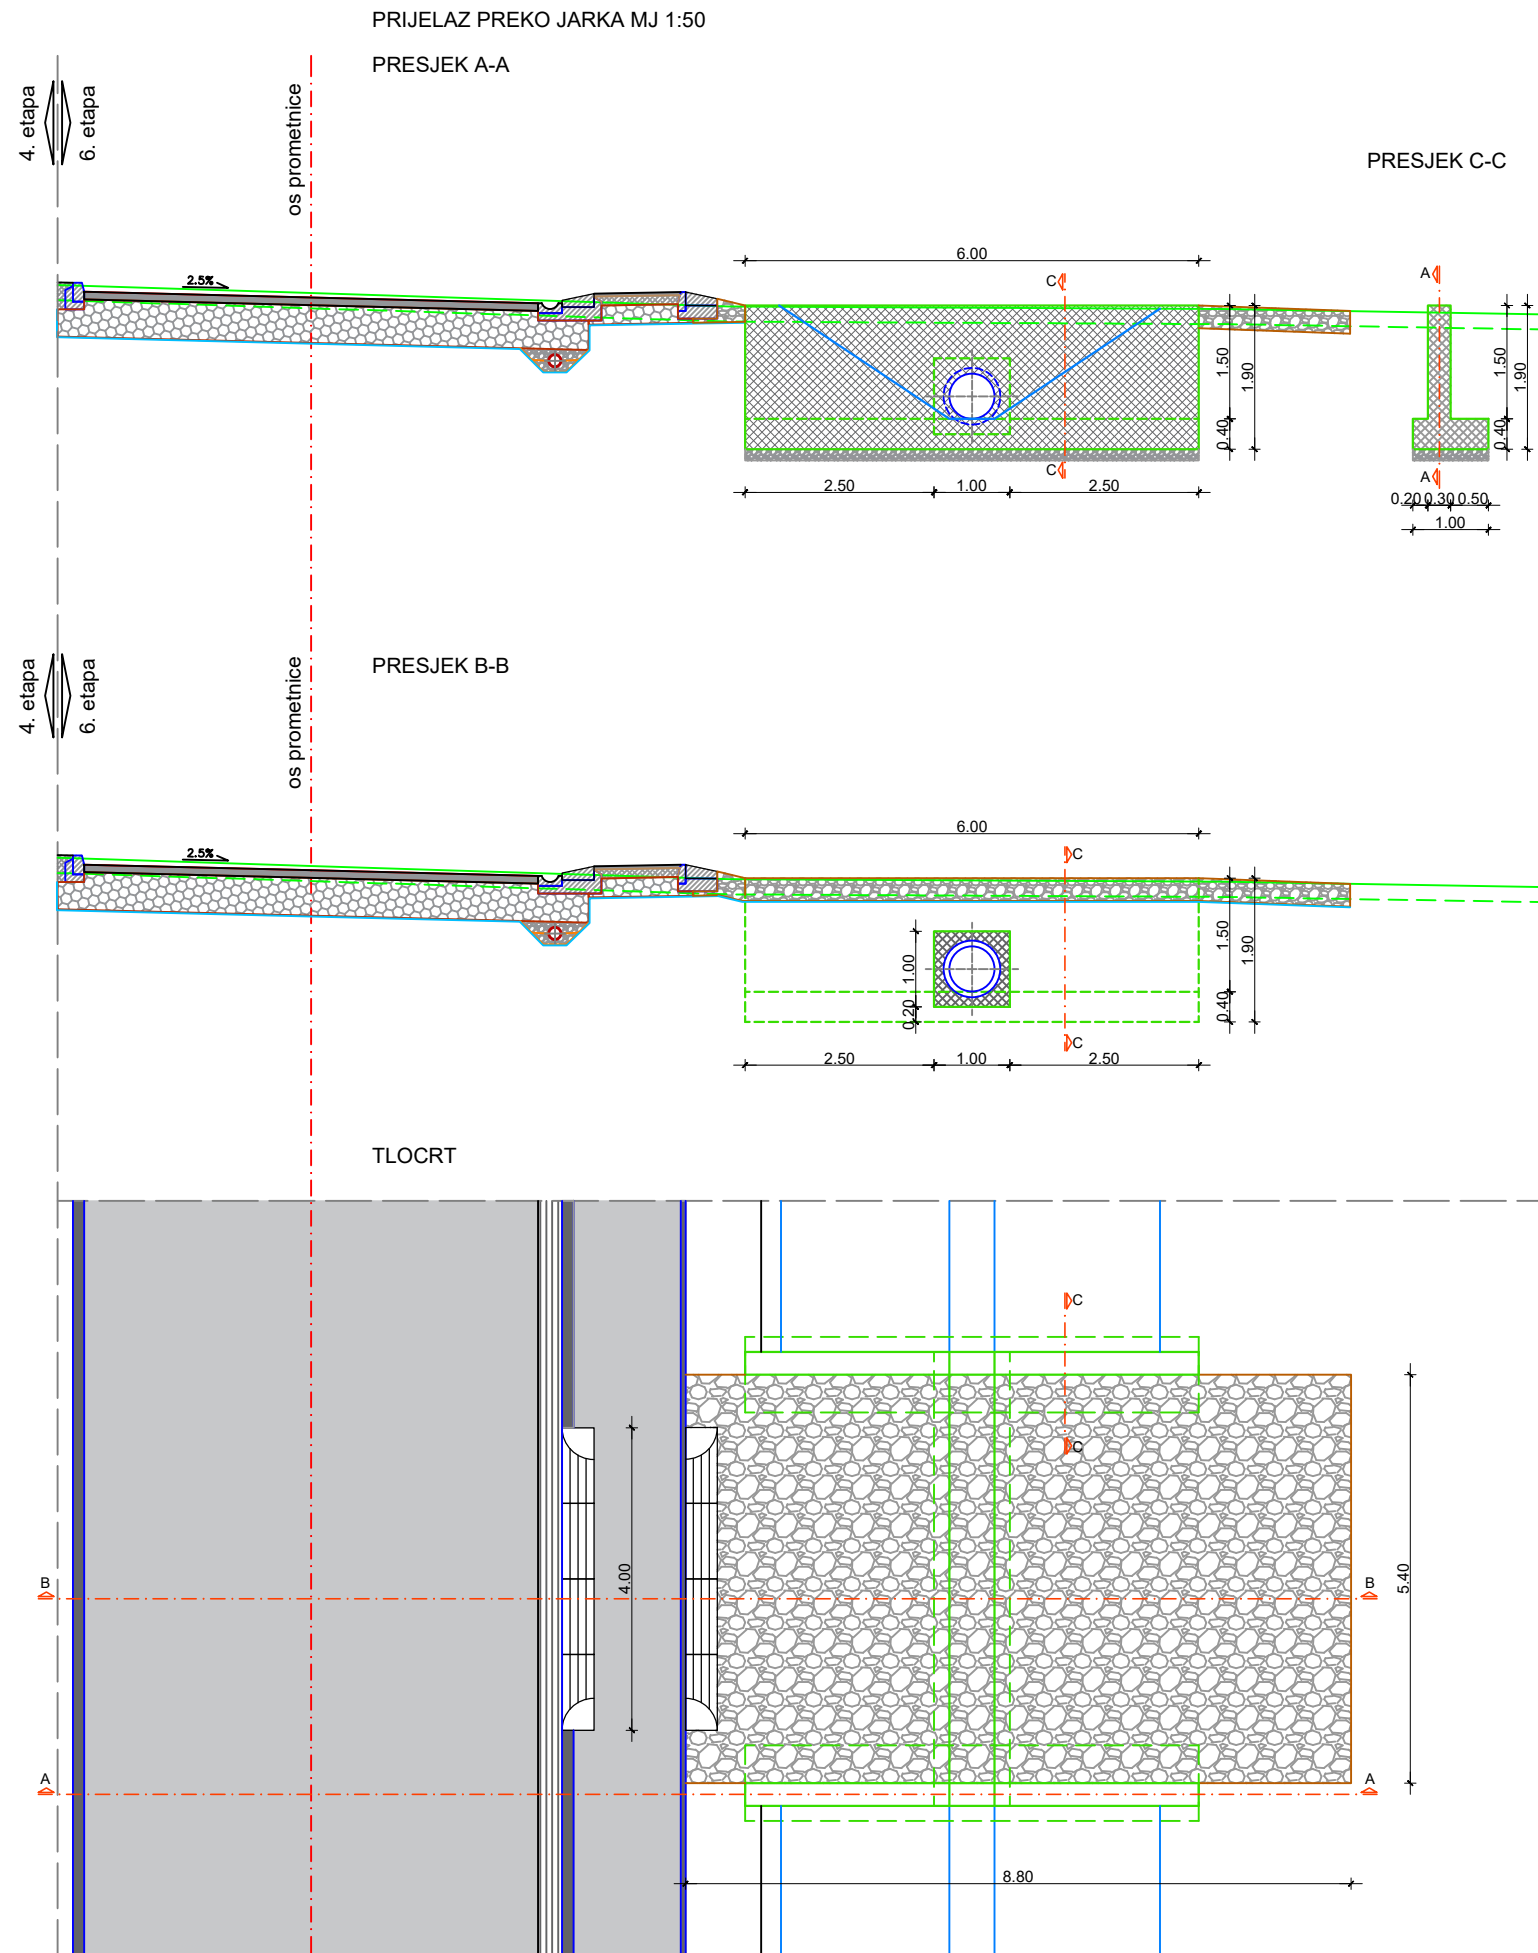 PRIJELAZ PREKO JARKA MJ 1:50
PRESJEK A-A
4. etapa
6. etapa
os prometnice
PRESJEK C-C
2.5%
6.00
C
C
1.50
1.90
0.40
2.50
1.00
2.50
A
A
1.50
1.90
0.40
0.20
0.30
0.50
1.00
PRESJEK B-B
4. etapa
6. etapa
os prometnice
2.5%
6.00
C
C
1.00
0.20
1.50
1.90
0.40
2.50
1.00
2.50
TLOCRT
C
C
4.00
5.40
B
B
A
A
8.80